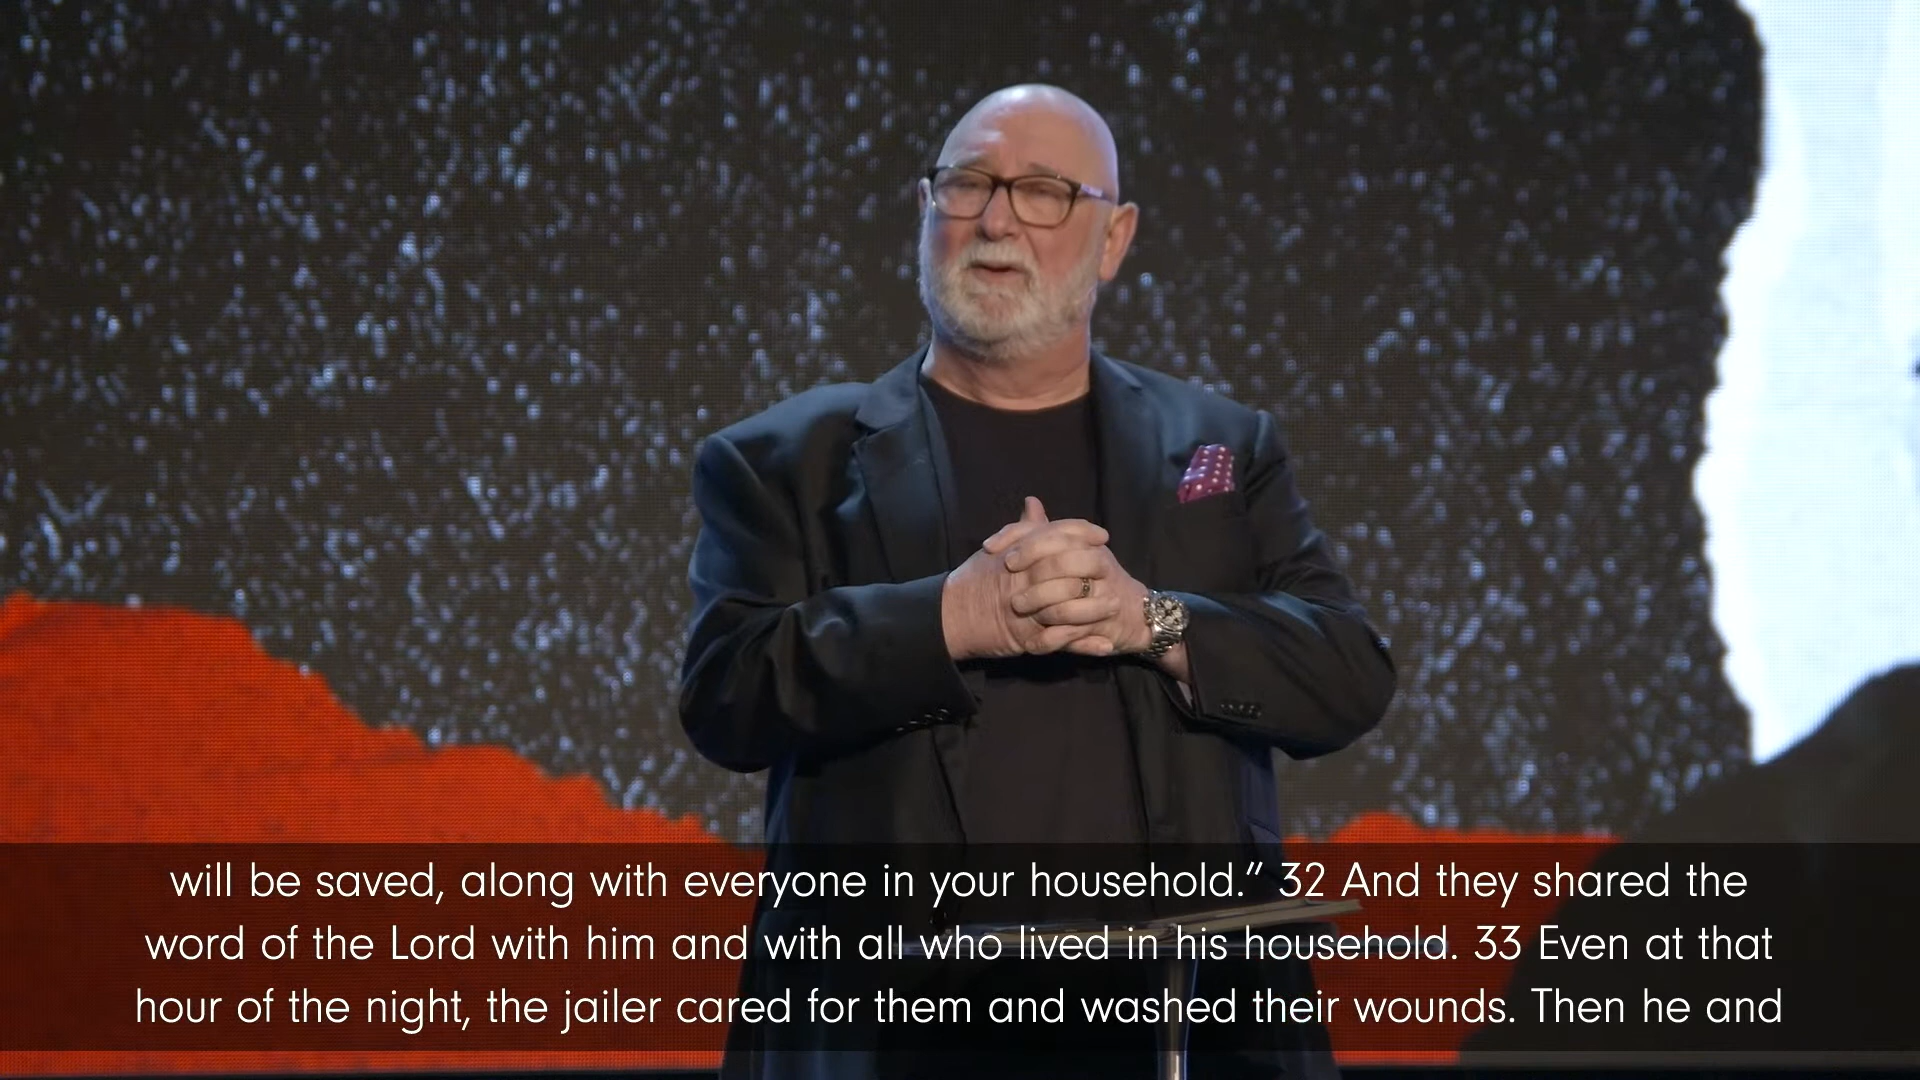 will be saved, along with everyone in your household.” 32 And they shared the
word of the Lord with him and with all who lived in his household. 33 Even at that
hour of the night, the jailer cared for them and washed their wounds. Then he and